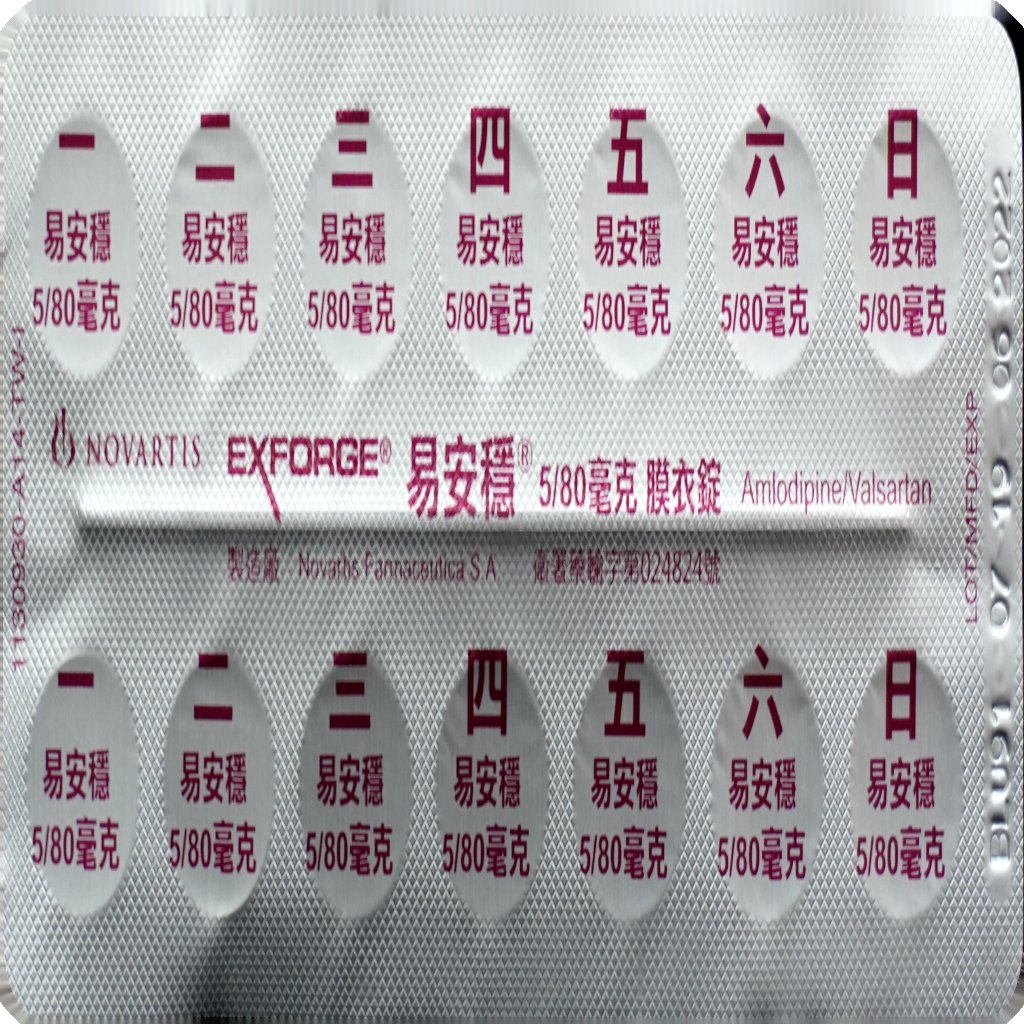 一 二 三 四 五 六 日
易安穩 易安穩 易安穩 易安穩 易安穩 易安穩 易安穩
5/80毫克 5/80毫克 5/80毫克 5/80毫克 5/80毫克 5/80毫克 5/80毫克
NOVARTIS EXFORGE® 易安穩® 5/80毫克 膜衣錠 Amlodipine/Valsartan
製造廠 Novartis Farmaceutica S.A 衛署藥輸字第024824號
一 二 三 四 五 六 日
易安穩 易安穩 易安穩 易安穩 易安穩 易安穩 易安穩
5/80毫克 5/80毫克 5/80毫克 5/80毫克 5/80毫克 5/80毫克 5/80毫克
1130930-A14-TW-1
LOT/MFD/EXP
07 19 06 2022